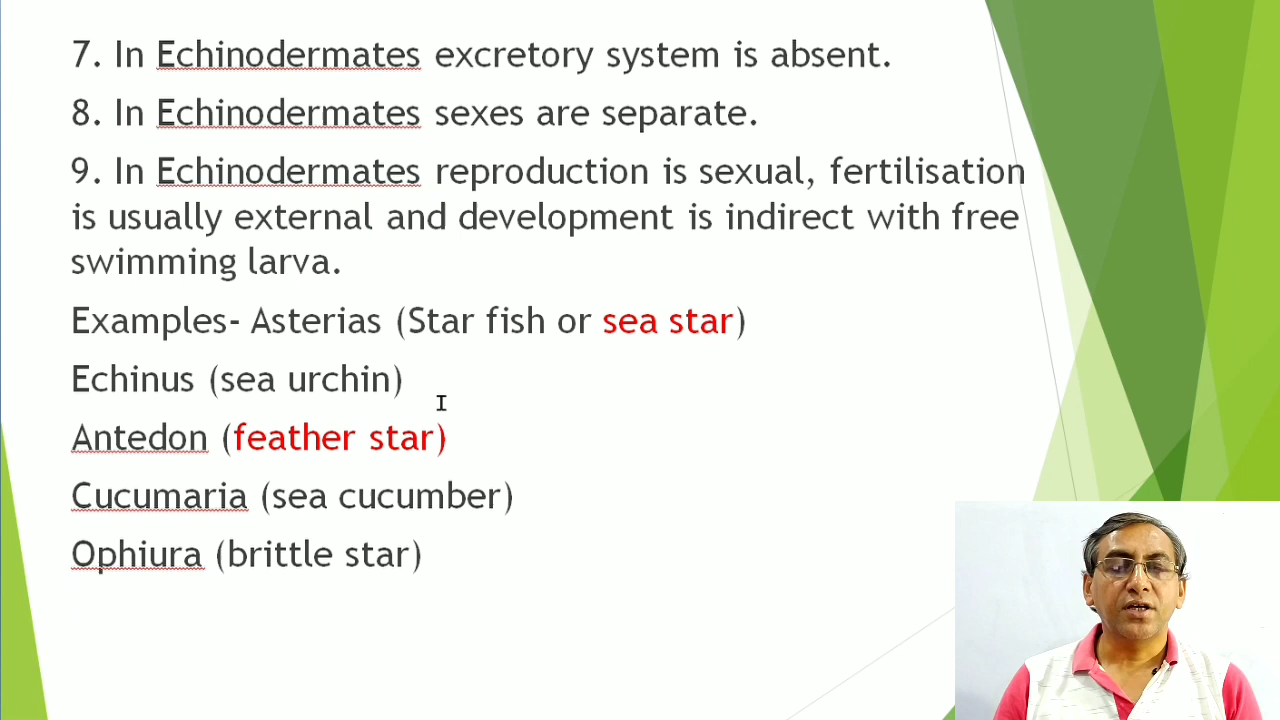 7. In Echinodermates excretory system is absent.
8. In Echinodermates sexes are separate.
9. In Echinodermates reproduction is sexual, fertilisation
is usually external and development is indirect with free
swimming larva.
Examples- Asterias (Star fish or sea star)
Echinus (sea urchin)
Antedon (feather star)
Cucumaria (sea cucumber)
Ophiura (brittle star)